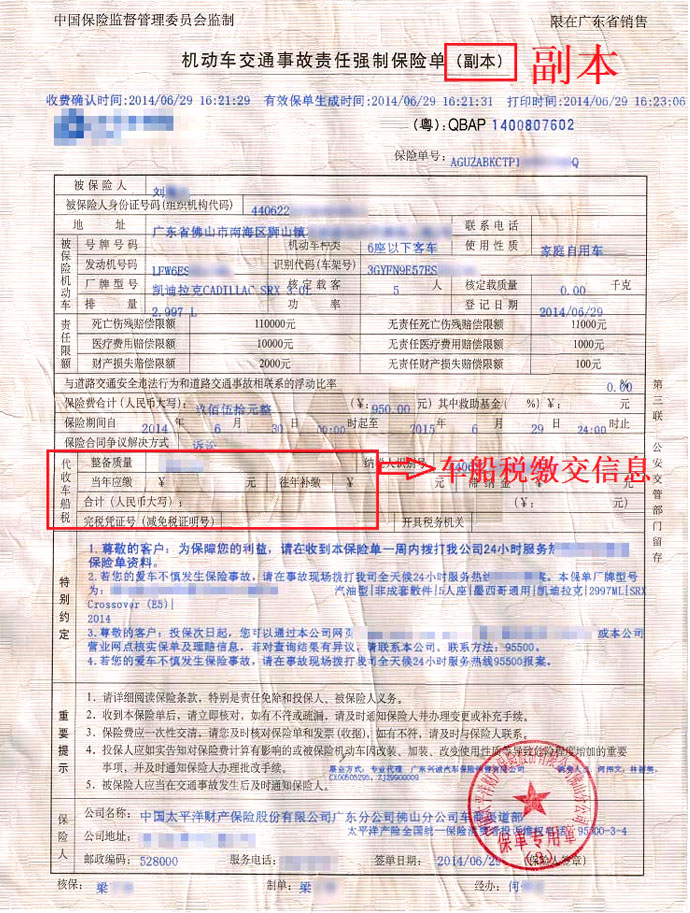 中国保险监督管理委员会监制 限在广东省销售
机动车交通事故责任强制保险单 (副本) 副本
收费确认时间:2014/06/29 16:21:29 有效保单生成时间:2014/06/29 16:21:31 打印时间:2014/06/29 16:23:06
(粤):QBAP 1400807602
保险单号: AGUZABKCTP1 Q
被保险人 刘
被保险人身份证号码(组织机构代码) 440622
地 址 广东省佛山市南海区狮山镇 联系电话
被保险机动车 号牌号码 机动车种类 6座以下客车 使用性质 家庭自用车
发动机号码 LFW6ES 识别代码(车架号) 3GYFN9E57ES
厂牌型号 凯迪拉克CADILLAC SRX 3.0L 核定载客 5 人 核定载质量 0.00 千克
排 量 2.997 L 功 率 登记日期 2014/06/29
责任限额 死亡伤残赔偿限额 110000元 无责任死亡伤残赔偿限额 11000元
医疗费用赔偿限额 10000元 无责任医疗费用赔偿限额 1000元
财产损失赔偿限额 2000元 无责任财产损失赔偿限额 100元
与道路交通安全违法行为和道路交通事故相联系的浮动比率 0.00 %
保险费合计(人民币大写): 玖佰伍拾元整 (¥: 950.00 元) 其中救助基金( %)¥: 元
保险期间自 2014 年 6 月 30 日 00:00 时起至 2015 年 6 月 29 日 24:00 时止
保险合同争议解决方式 诉讼
代收车船税 整备质量 纳税人识别号 4406 车船税缴交信息
当年应缴 ¥ 元 往年补缴 ¥ 元 滞纳金 ¥ 元
合计(人民币大写): (¥: 元)
完税凭证号(减免税证明号) 开具税务机关
特别约定 1.尊敬的客户:为保障您的利益,请在收到本保险单一周内拨打我公司24小时服务热
保险单资料。
2.若您的爱车不慎发生保险事故,请在事故现场拨打我司全天候24小时服务热线 。本保单厂牌型号
为: 汽油型|非成套散件|5人座|墨西哥通用|凯迪拉克|2997ML|SRX
Crossover (E5)|
2014
3.尊敬的客户:投保次日起,您可以通过本公司网页 或本公司
营业网点核实保单及理赔信息,若对查询结果有异议,请联系本公司、联系方法:95500.
4.若您的爱车不慎发生保险事故,请在事故现场拨打我司全天候24小时服务热线95500报案。
重要提示 1. 请详细阅读保险条款,特别是责任免除和投保人、被保险人义务。
2. 收到本保险单后,请立即核对,如有不符或疏漏,请及时通知保险人并办理变更或补充手续。
3. 保险费应一次性交清,请您及时核对保险单和发票(收据),如有不符,请及时与保险人联系。
4. 投保人应如实告知对保险费计算有影响的或被保险机动车因改装、加装、改变使用性质等导致危险程度增加的重要
事项,并及时通知保险人办理批改手续。
展业方式:专业代理 广东兴诚汽车保险销售有限公司
CX00505295, ZJ39900009
5. 被保险人应当在交通事故发生后及时通知保险人。
保险人 公司名称: 中国太平洋财产保险股份有限公司广东分公司佛山分公司车商渠道部
公司地址: 太平洋产险全国统一保险消费者投诉维权电话:95500-3-4
邮政编码: 528000 服务电话: 签单日期: 2014/06/29 (保险人签章)
保单专用章
核保: 梁 制单: 梁 经办: 何
第三联 公安交管部门留存